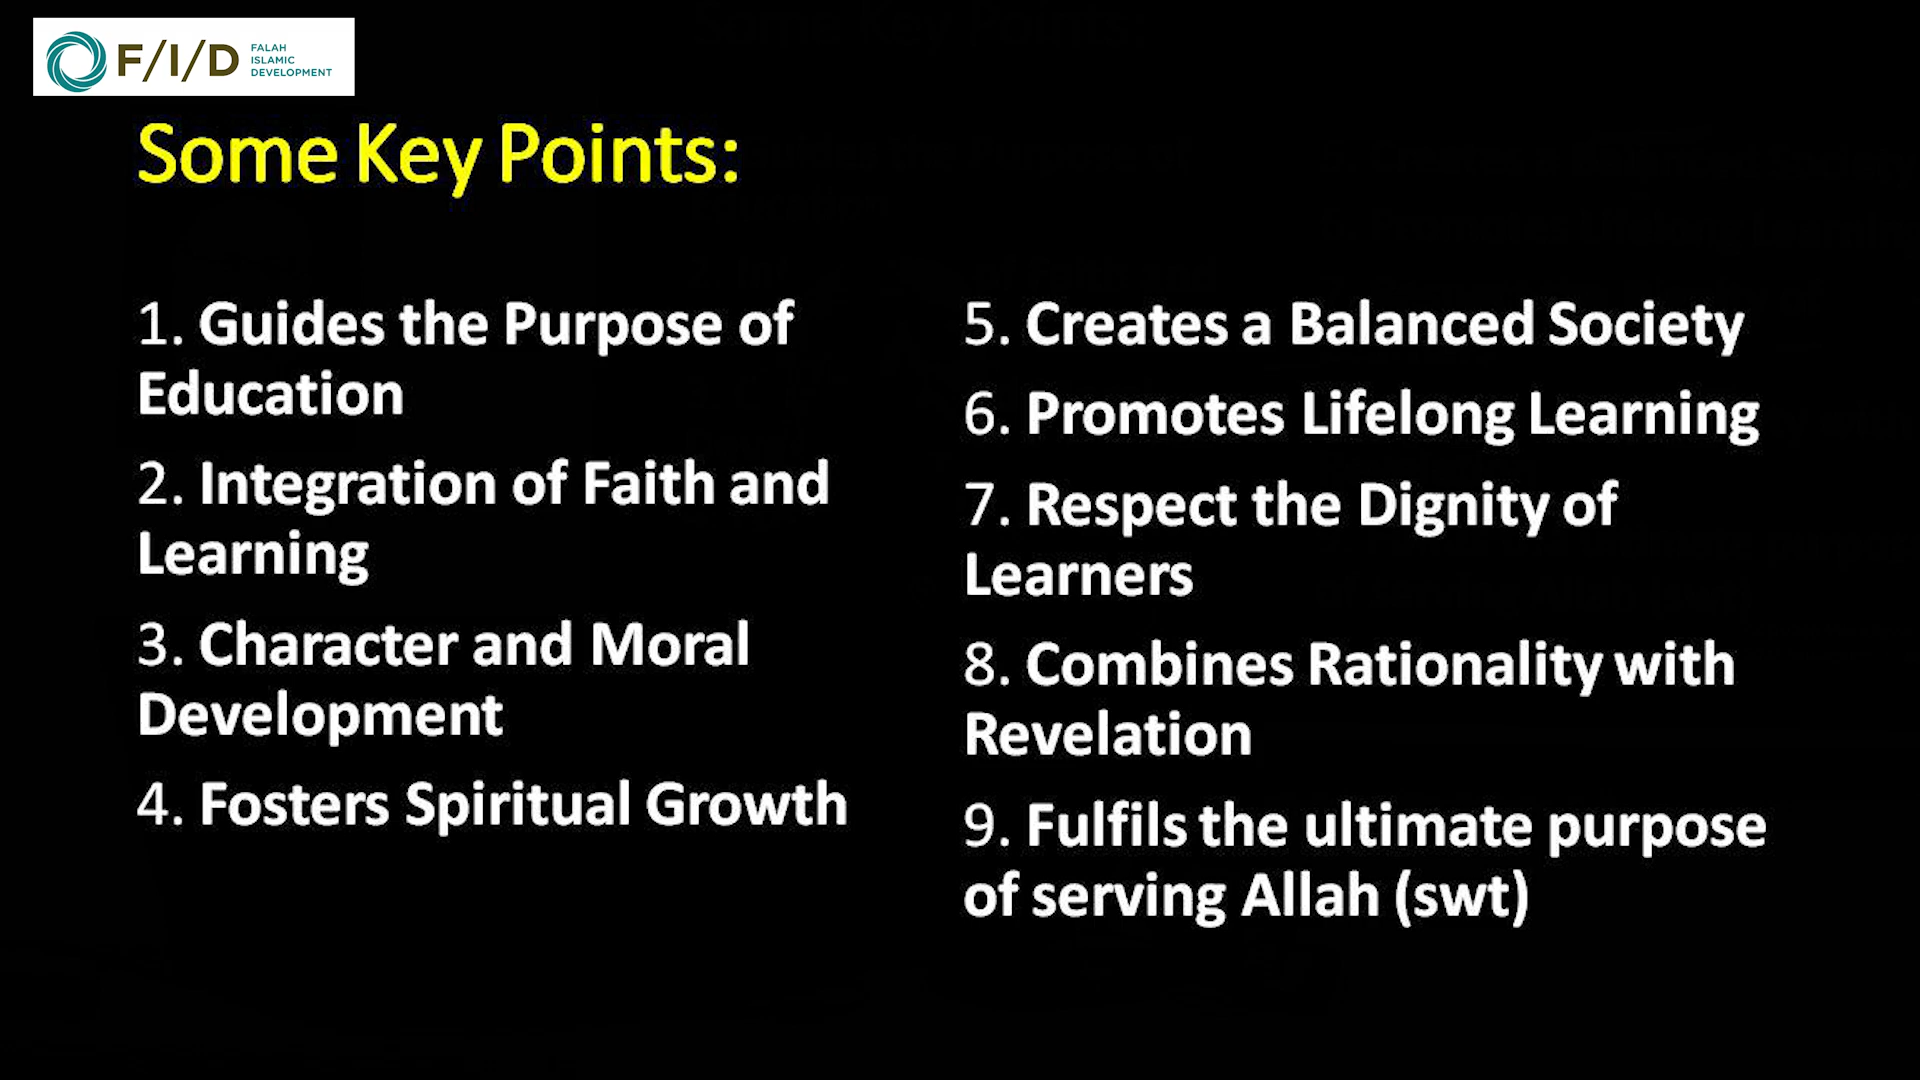 F/I/D
FALAH
ISLAMIC
DEVELOPMENT
Some Key Points:
1. Guides the Purpose of
Education
2. Integration of Faith and
Learning
3. Character and Moral
Development
4. Fosters Spiritual Growth
5. Creates a Balanced Society
6. Promotes Lifelong Learning
7. Respect the Dignity of
Learners
8. Combines Rationality with
Revelation
9. Fulfils the ultimate purpose
of serving Allah (swt)